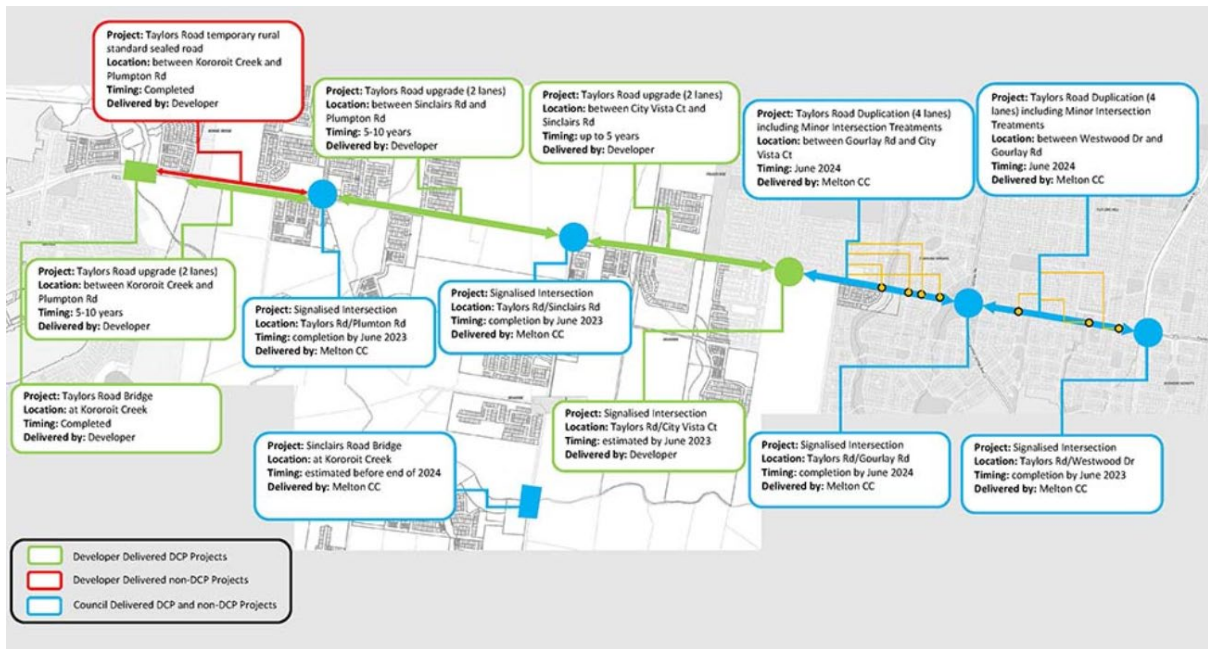 Project: Taylors Road temporary rural
standard sealed road
Location: between Kororoit Creek and
Plumpton Rd
Timing: Completed
Delivered by: Developer
Project: Taylors Road upgrade (2 lanes)
Location: between Sinclairs Rd and
Plumpton Rd
Timing: 5-10 years
Delivered by: Developer
Project: Taylors Road upgrade (2 lanes)
Location: between City Vista Ct and
Sinclairs Rd
Timing: up to 5 years
Delivered by: Developer
Project: Taylors Road Duplication (4 lanes)
including Minor Intersection Treatments
Location: between Gourlay Rd and City
Vista Ct
Timing: June 2024
Delivered by: Melton CC
Project: Taylors Road Duplication (4
lanes) including Minor Intersection
Treatments
Location: between Westwood Dr and
Gourlay Rd
Timing: June 2024
Delivered by: Melton CC
Project: Taylors Road upgrade (2 lanes)
Location: between Kororoit Creek and
Plumpton Rd
Timing: 5-10 years
Delivered by: Developer
Project: Signalised Intersection
Location: Taylors Rd/Plumton Rd
Timing: completion by June 2023
Delivered by: Melton CC
Project: Signalised Intersection
Location: Taylors Rd/Sinclairs Rd
Timing: completion by June 2023
Delivered by: Melton CC
Project: Taylors Road Bridge
Location: at Kororoit Creek
Timing: Completed
Delivered by: Developer
Project: Sinclairs Road Bridge
Location: at Kororoit Creek
Timing: estimated before end of 2024
Delivered by: Melton CC
Project: Signalised Intersection
Location: Taylors Rd/City Vista Ct
Timing: estimated by June 2023
Delivered by: Developer
Project: Signalised Intersection
Location: Taylors Rd/Gourlay Rd
Timing: completion by June 2024
Delivered by: Melton CC
Project: Signalised Intersection
Location: Taylors Rd/Westwood Dr
Timing: completion by June 2023
Delivered by: Melton CC
Developer Delivered DCP Projects
Developer Delivered non-DCP Projects
Council Delivered DCP and non-DCP Projects